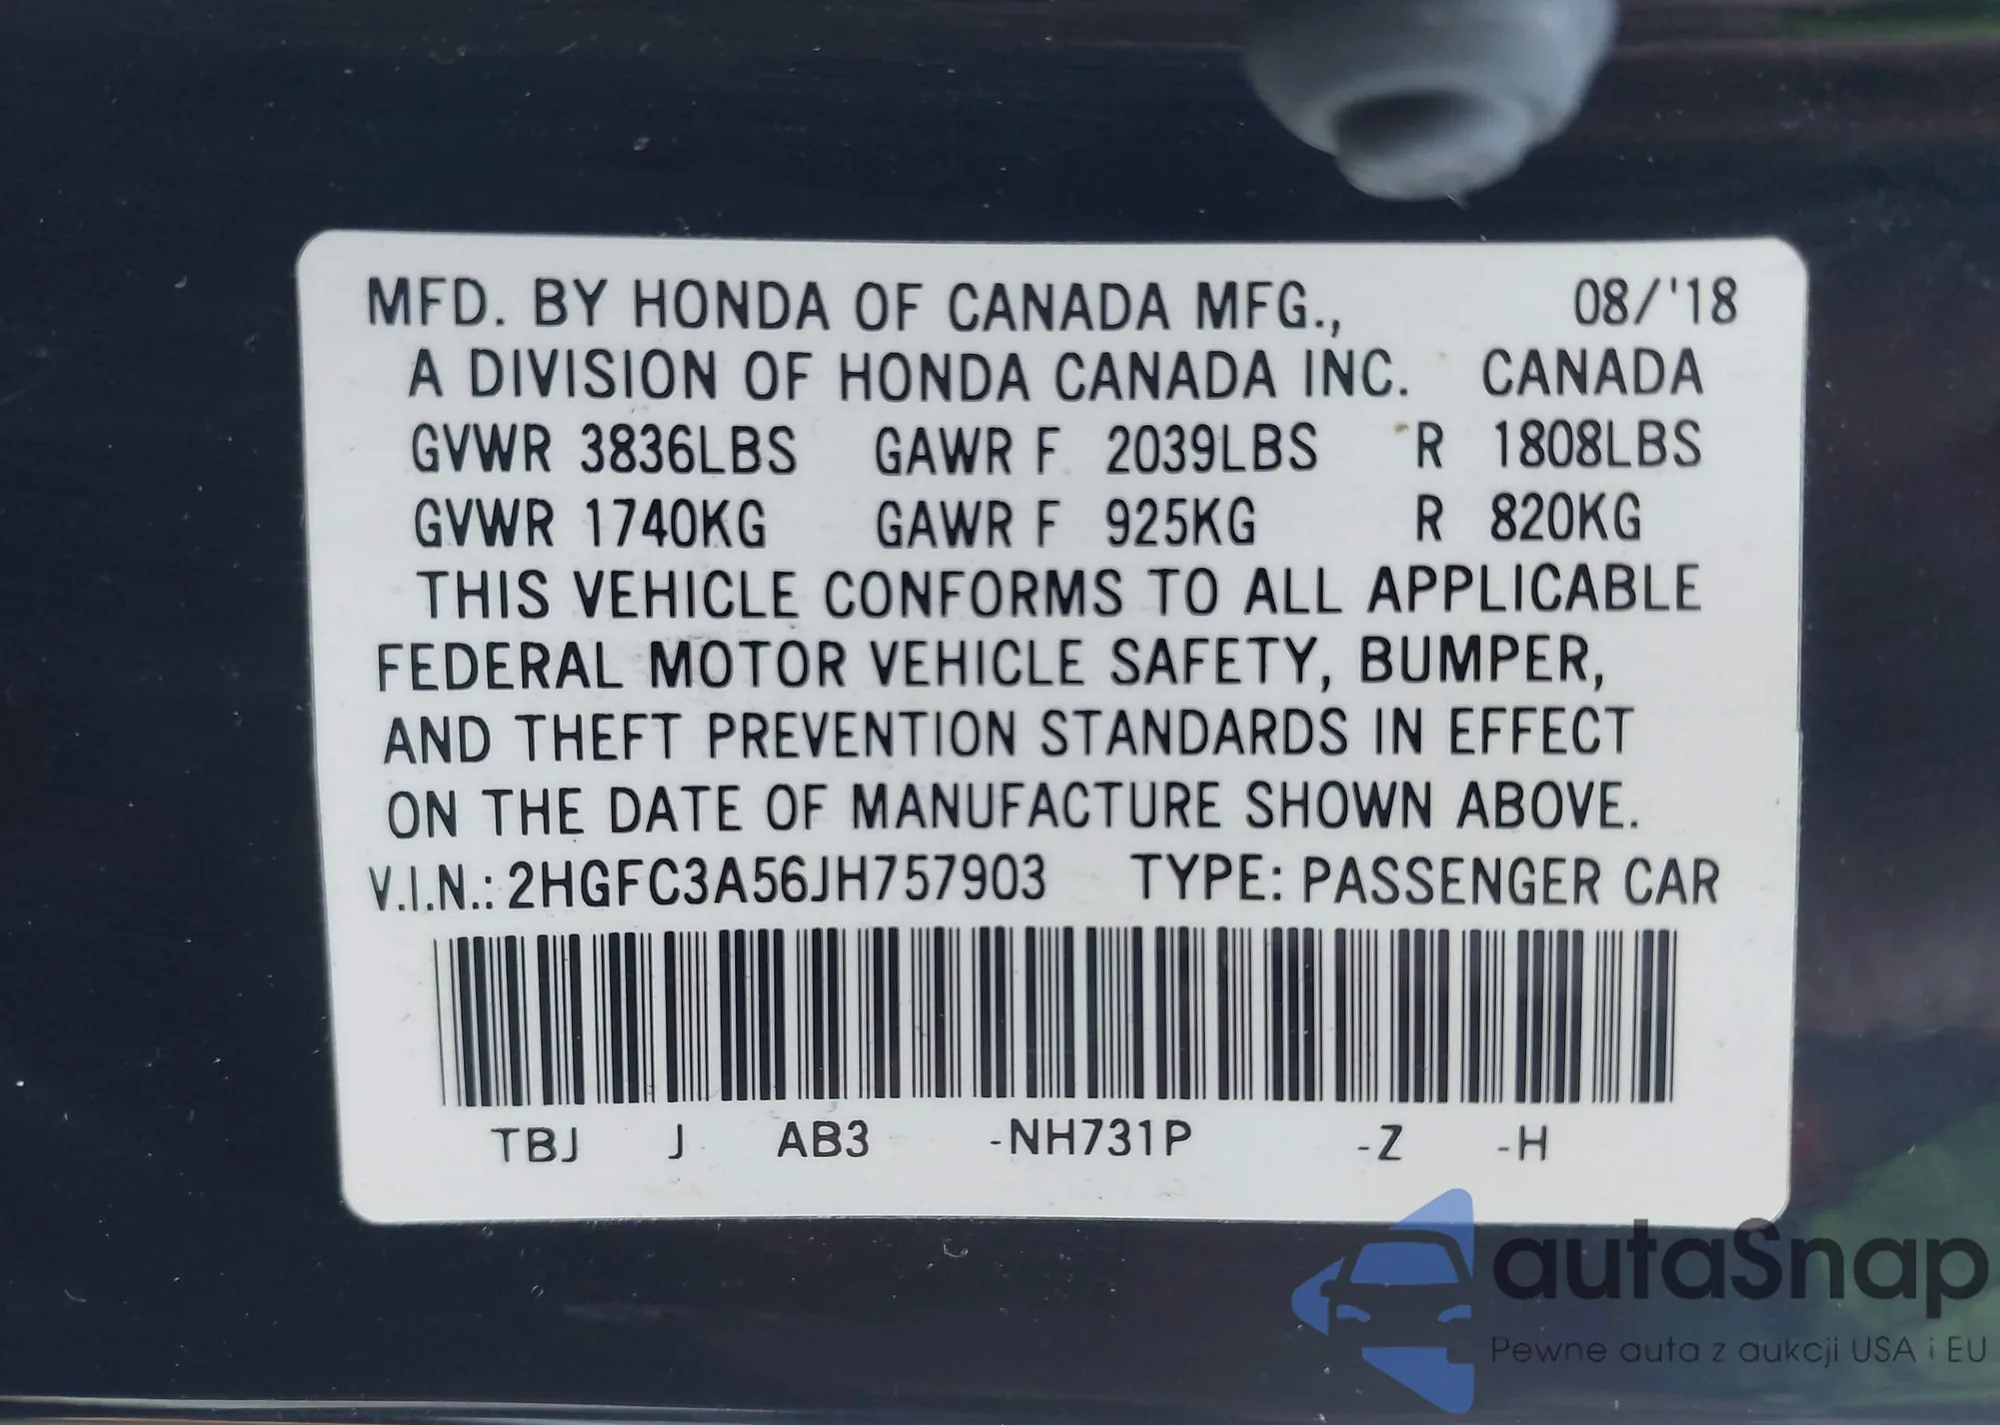 MFD. BY HONDA OF CANADA MFG., 08/'18
A DIVISION OF HONDA CANADA INC. CANADA
GVWR 3836LBS GAWR F 2039LBS R 1808LBS
GVWR 1740KG GAWR F 925KG R 820KG
THIS VEHICLE CONFORMS TO ALL APPLICABLE
FEDERAL MOTOR VEHICLE SAFETY, BUMPER,
AND THEFT PREVENTION STANDARDS IN EFFECT
ON THE DATE OF MANUFACTURE SHOWN ABOVE.
V.I.N.: 2HGFC3A56JH757903 TYPE: PASSENGER CAR
TBJ J AB3 -NH731P -Z -H
autaSnap
Pewne auta z aukcji USA i EU